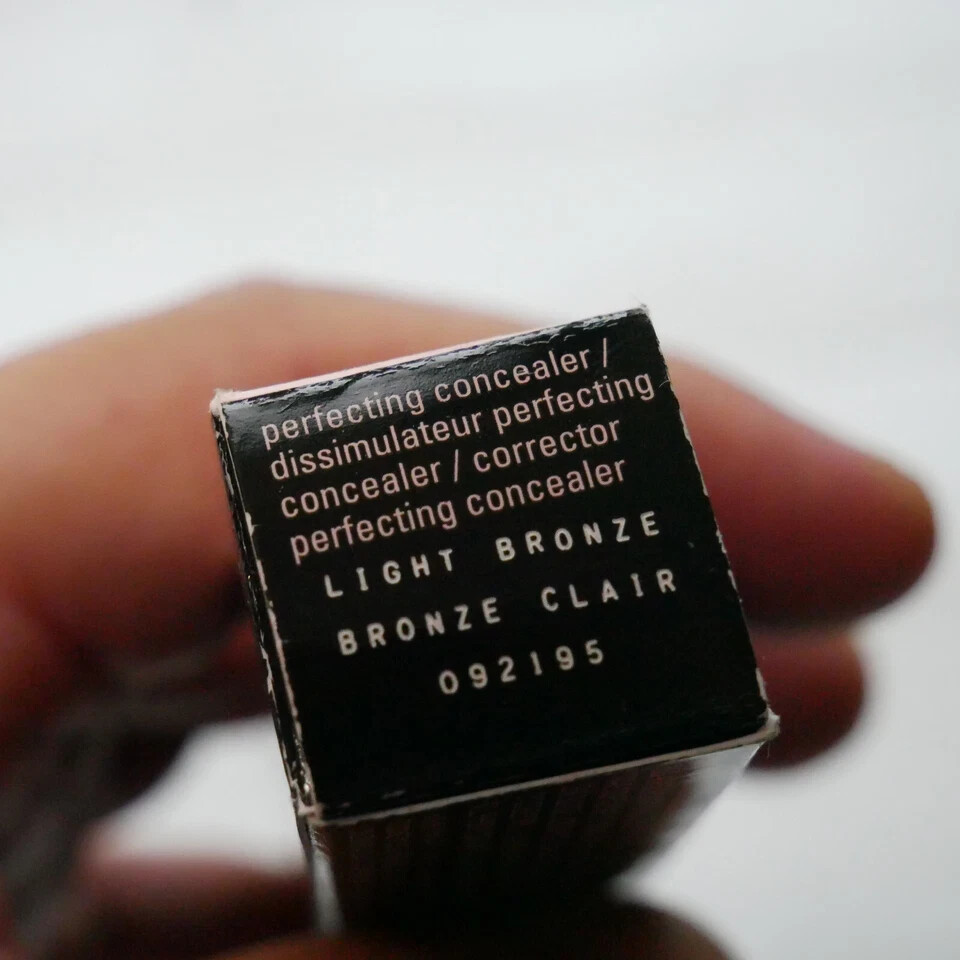 perfecting concealer /
dissimulateur perfecting
concealer / corrector
perfecting concealer
LIGHT BRONZE
BRONZE CLAIR
092195